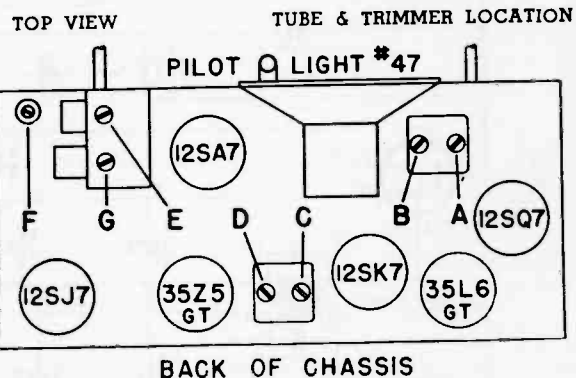 TOP VIEW
TUBE & TRIMMER LOCATION
PILOT LIGHT #47
12SA7
F G E D C B A
12SQ7
12SJ7
35Z5
GT
12SK7
35L6
GT
BACK OF CHASSIS